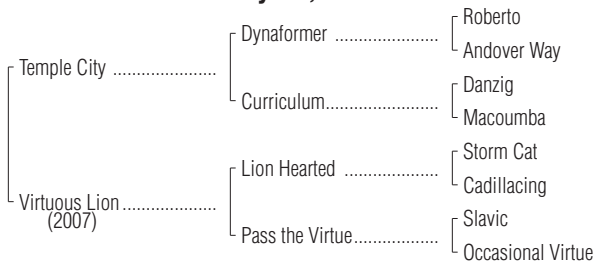 Roberto
Dynaformer ....................
Andover Way
Temple City ....................
Danzig
Curriculum......................
Macoumba
Storm Cat
Lion Hearted ..................
Cadillacing
Virtuous Lion..................
(2007)
Slavic
Pass the Virtue................
Occasional Virtue